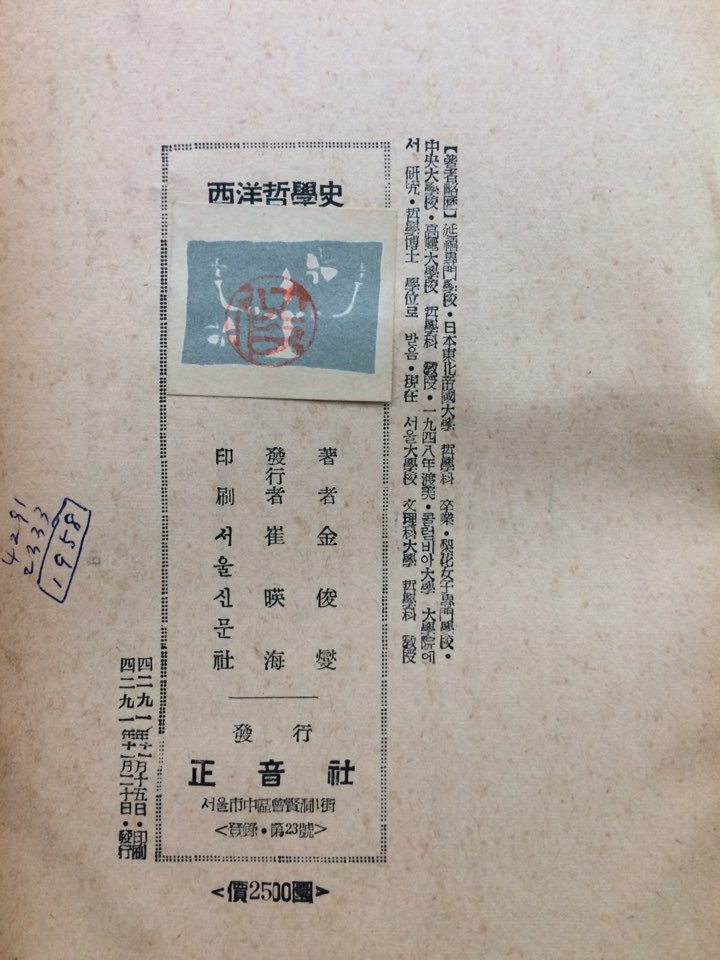 【著者略歷】延禧專門學校・日本東北帝國大學 哲學科 卒業・梨花女子專門學校・
中央大學校・高麗大學校 哲學科 敎授・一九四八年渡美・콜럼비아大學 大學院에
서 硏究・哲學博士 學位로 받음・現在 서울大學校 文理科大學 哲學科 敎授
西洋哲學史
著者 金俊燮
發行者 崔暎海
印刷 서울신문社
發行
正音社
서울市中區會賢洞1街
<登錄・第23號>
<價2500圜>
四二九一年十一月十五日・印刷
四二九一年十一月二十日・發行
4291
2333
1958